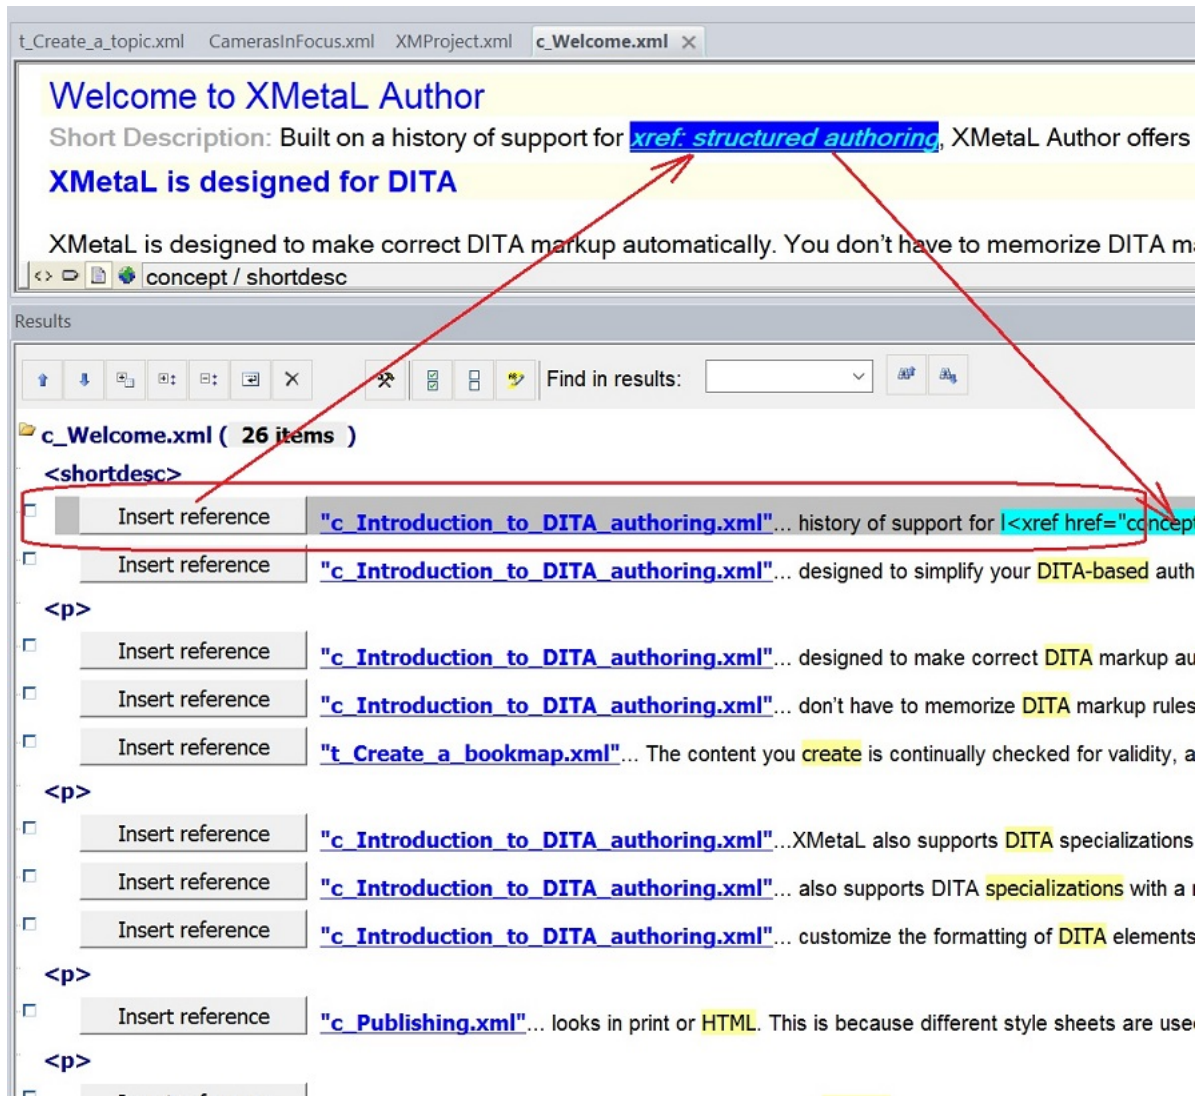 t_Create_a_topic.xml CamerasInFocus.xml XMProject.xml c_Welcome.xml
Welcome to XMetaL Author
Short Description: Built on a history of support for xref: structured authoring, XMetaL Author offers
XMetaL is designed for DITA
XMetaL is designed to make correct DITA markup automatically. You don't have to memorize DITA ma
concept / shortdesc
Results
Find in results:
c_Welcome.xml ( 26 items )
<shortdesc>
Insert reference "c_Introduction_to_DITA_authoring.xml"... history of support for I<xref href="concept
Insert reference "c_Introduction_to_DITA_authoring.xml"... designed to simplify your DITA-based auth
<p>
Insert reference "c_Introduction_to_DITA_authoring.xml"... designed to make correct DITA markup au
Insert reference "c_Introduction_to_DITA_authoring.xml"... don't have to memorize DITA markup rules
Insert reference "t_Create_a_bookmap.xml"... The content you create is continually checked for validity, a
<p>
Insert reference "c_Introduction_to_DITA_authoring.xml"...XMetaL also supports DITA specializations
Insert reference "c_Introduction_to_DITA_authoring.xml"... also supports DITA specializations with a
Insert reference "c_Introduction_to_DITA_authoring.xml"... customize the formatting of DITA elements
<p>
Insert reference "c_Publishing.xml"... looks in print or HTML. This is because different style sheets are use
<p>